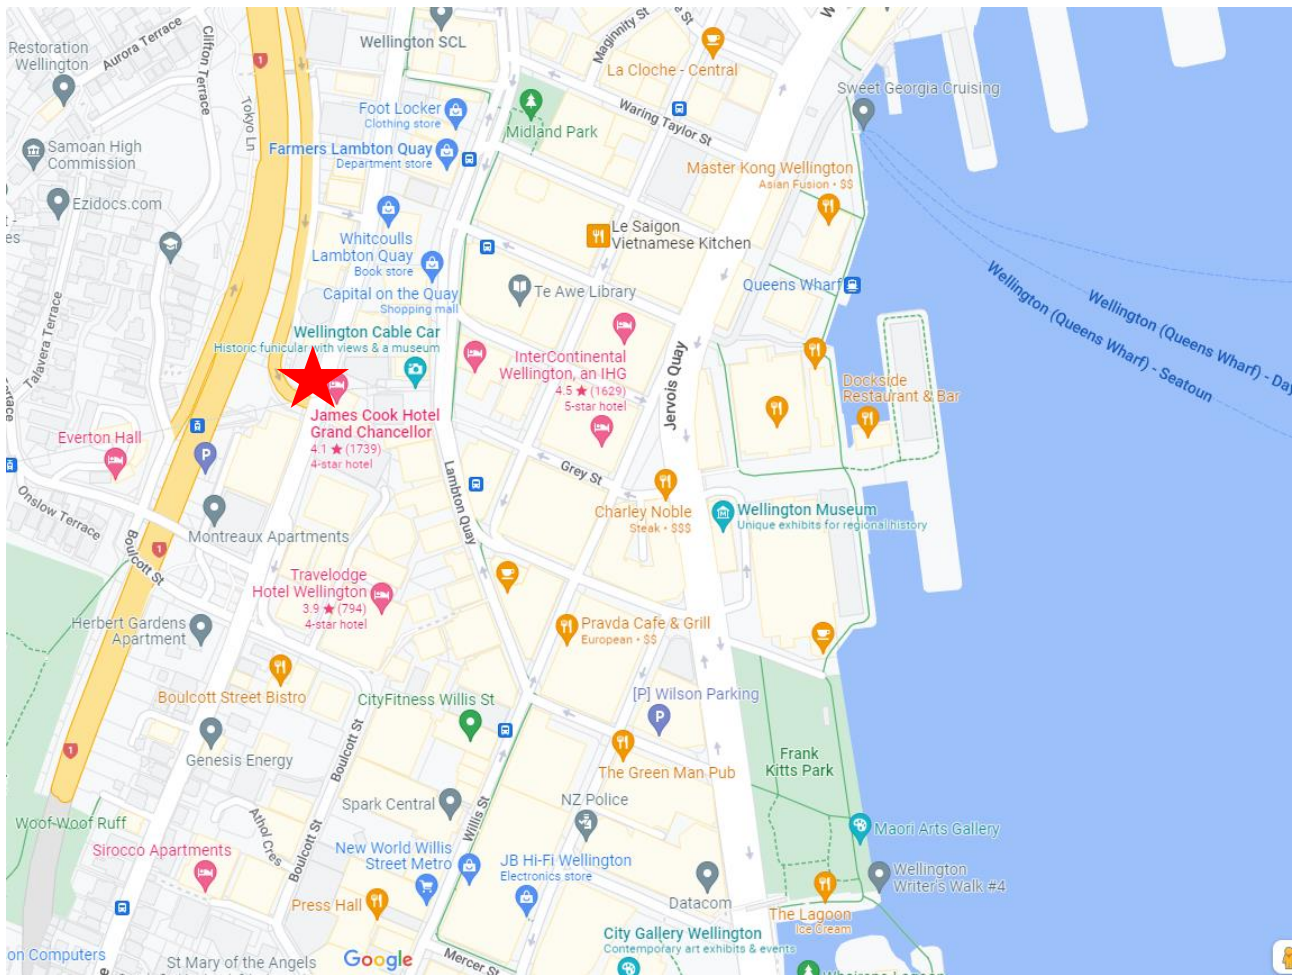 Restoration
Wellington
Aurora Terrace
Clifton Terrace
1
Tokyo Ln
Wellington SCL
Maginnity St
La Cloche - Central
Waring Taylor St
Sweet Georgia Cruising
Foot Locker
Clothing store
Midland Park
Farmers Lambton Quay
Department store
Samoan High
Commission
Master Kong Wellington
Asian Fusion • $$
Ezidocs.com
Le Saigon
Vietnamese Kitchen
Whitcoulls
Lambton Quay
Book store
Capital on the Quay
Shopping mall
Te Awe Library
Queens Wharf
Wellington (Queens Wharf) - Day
Wellington (Queens Wharf) - Seatoun
Talavera Terrace
Wellington Cable Car
Historic funicular with views & a museum
InterContinental
Wellington, an IHG
4.5 ★ (1629)
5-star hotel
Jervois Quay
Dockside
Restaurant & Bar
James Cook Hotel
Grand Chancellor
4.1 ★ (1739)
4-star hotel
Everton Hall
P
Lambton Quay
Grey St
Onslow Terrace
Charley Noble
Steak • $$$
Wellington Museum
Unique exhibits for regional history
Montreaux Apartments
1
Boulcott St
Travelodge
Hotel Wellington
3.9 ★ (794)
4-star hotel
Herbert Gardens
Apartment
Pravda Cafe & Grill
European • $$
Boulcott Street Bistro
CityFitness Willis St
[P] Wilson Parking
P
1
Genesis Energy
Boulcott St
The Green Man Pub
Frank
Kitts Park
Spark Central
Willis St
NZ Police
Woof Woof Ruff
Athol Cres
Boulcott St
Maori Arts Gallery
Sirocco Apartments
New World Willis
Street Metro
JB Hi-Fi Wellington
Electronics store
Wellington
Writer's Walk #4
Press Hall
Datacom
The Lagoon
Ice Cream
City Gallery Wellington
Contemporary art exhibits & events
on Computers
St Mary of the Angels
Google
Mercer St